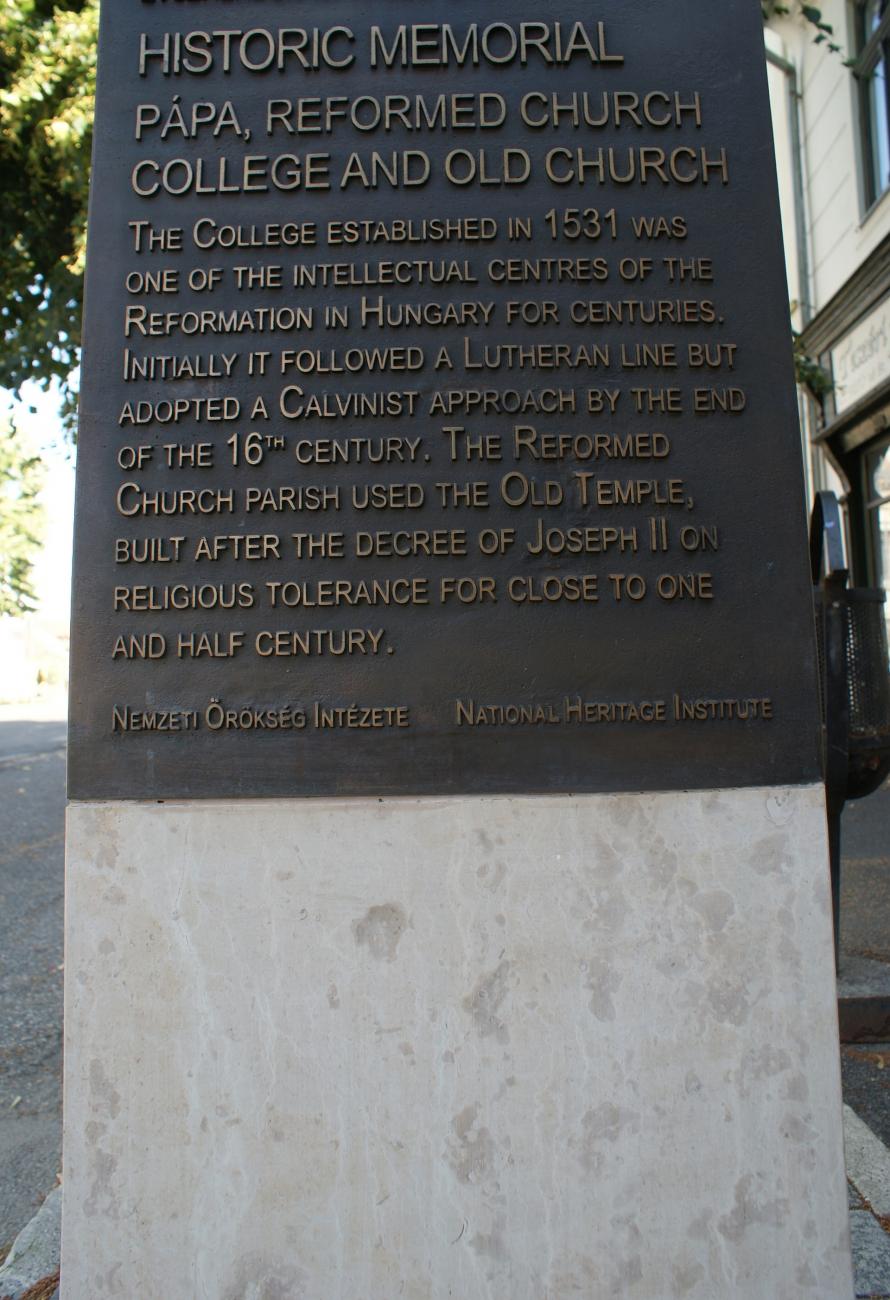 HISTORIC MEMORIAL
PÁPA, REFORMED CHURCH
COLLEGE AND OLD CHURCH
THE COLLEGE ESTABLISHED IN 1531 WAS
ONE OF THE INTELLECTUAL CENTRES OF THE
REFORMATION IN HUNGARY FOR CENTURIES.
INITIALLY IT FOLLOWED A LUTHERAN LINE BUT
ADOPTED A CALVINIST APPROACH BY THE END
OF THE 16TH CENTURY. THE REFORMED
CHURCH PARISH USED THE OLD TEMPLE,
BUILT AFTER THE DECREE OF JOSEPH II ON
RELIGIOUS TOLERANCE FOR CLOSE TO ONE
AND HALF CENTURY.
NEMZETI ÖRÖKSÉG INTÉZETE NATIONAL HERITAGE INSTITUTE